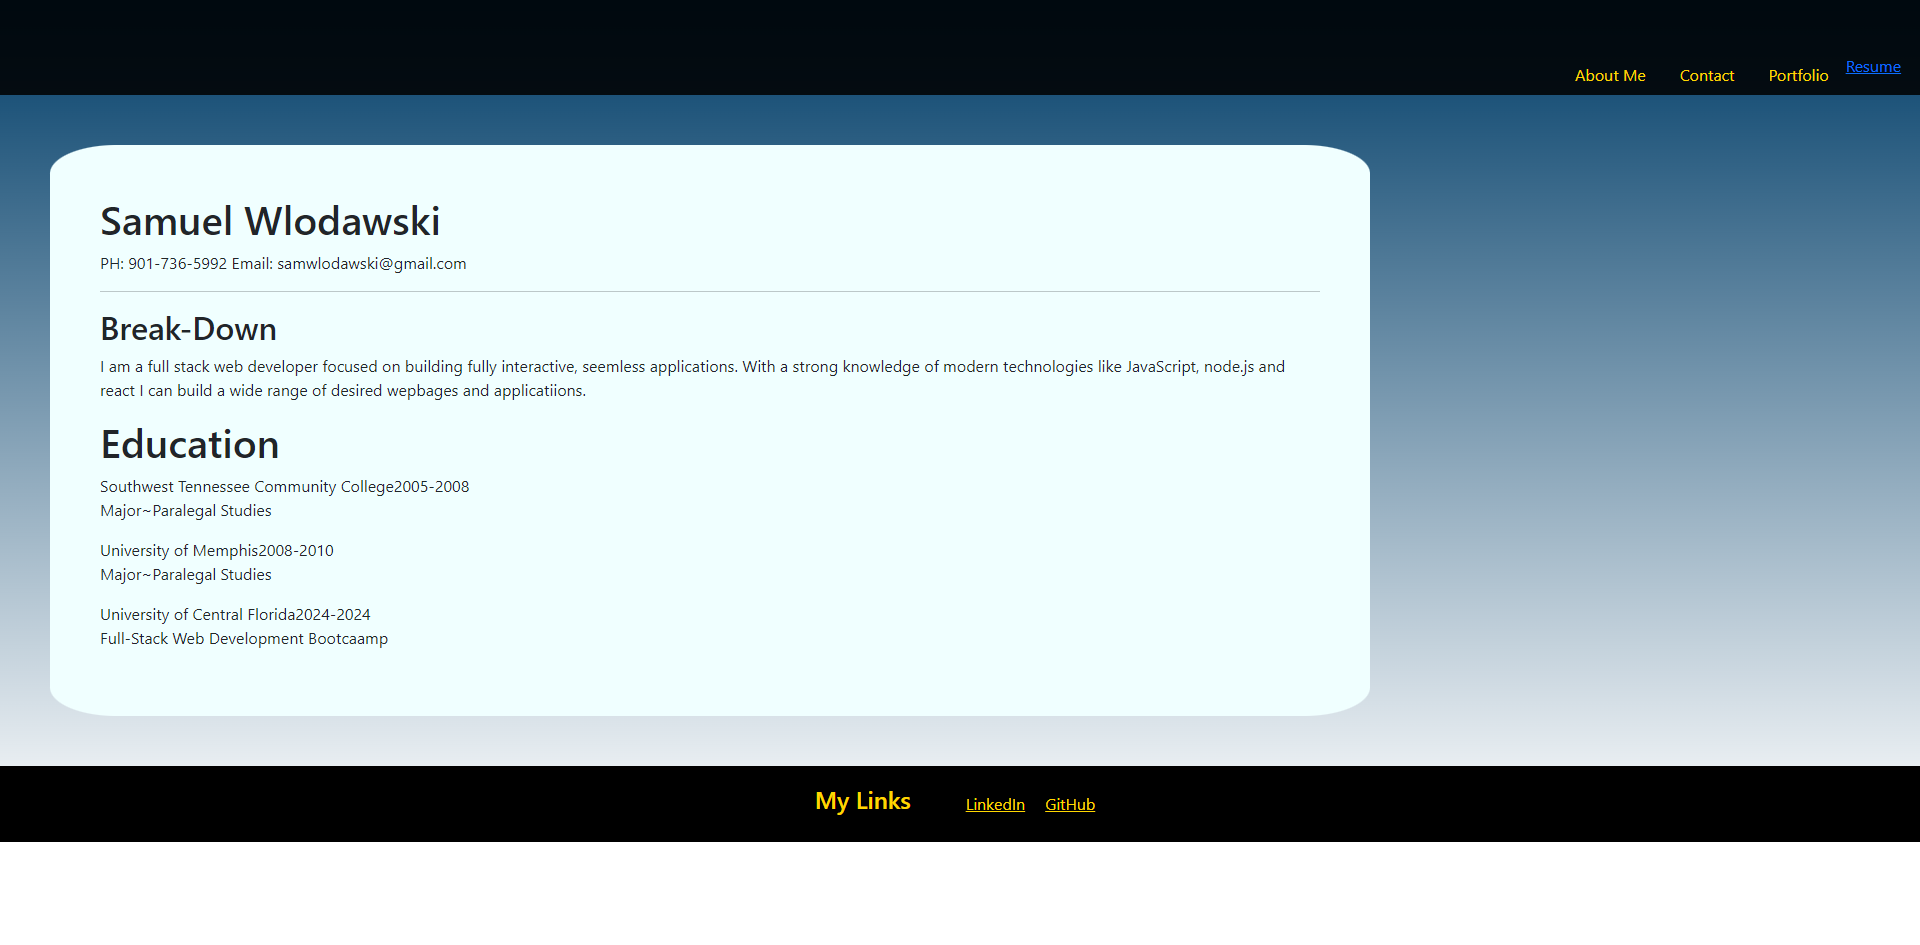 About Me Contact Portfolio Resume
Samuel Wlodawski
PH: 901-736-5992 Email: samwlodawski@gmail.com
Break-Down
I am a full stack web developer focused on building fully interactive, seemless applications. With a strong knowledge of modern technologies like JavaScript, node.js and
react I can build a wide range of desired wepbages and applicatiions.
Education
Southwest Tennessee Community College2005-2008
Major~Paralegal Studies
University of Memphis2008-2010
Major~Paralegal Studies
University of Central Florida2024-2024
Full-Stack Web Development Bootcaamp
My Links LinkedIn GitHub